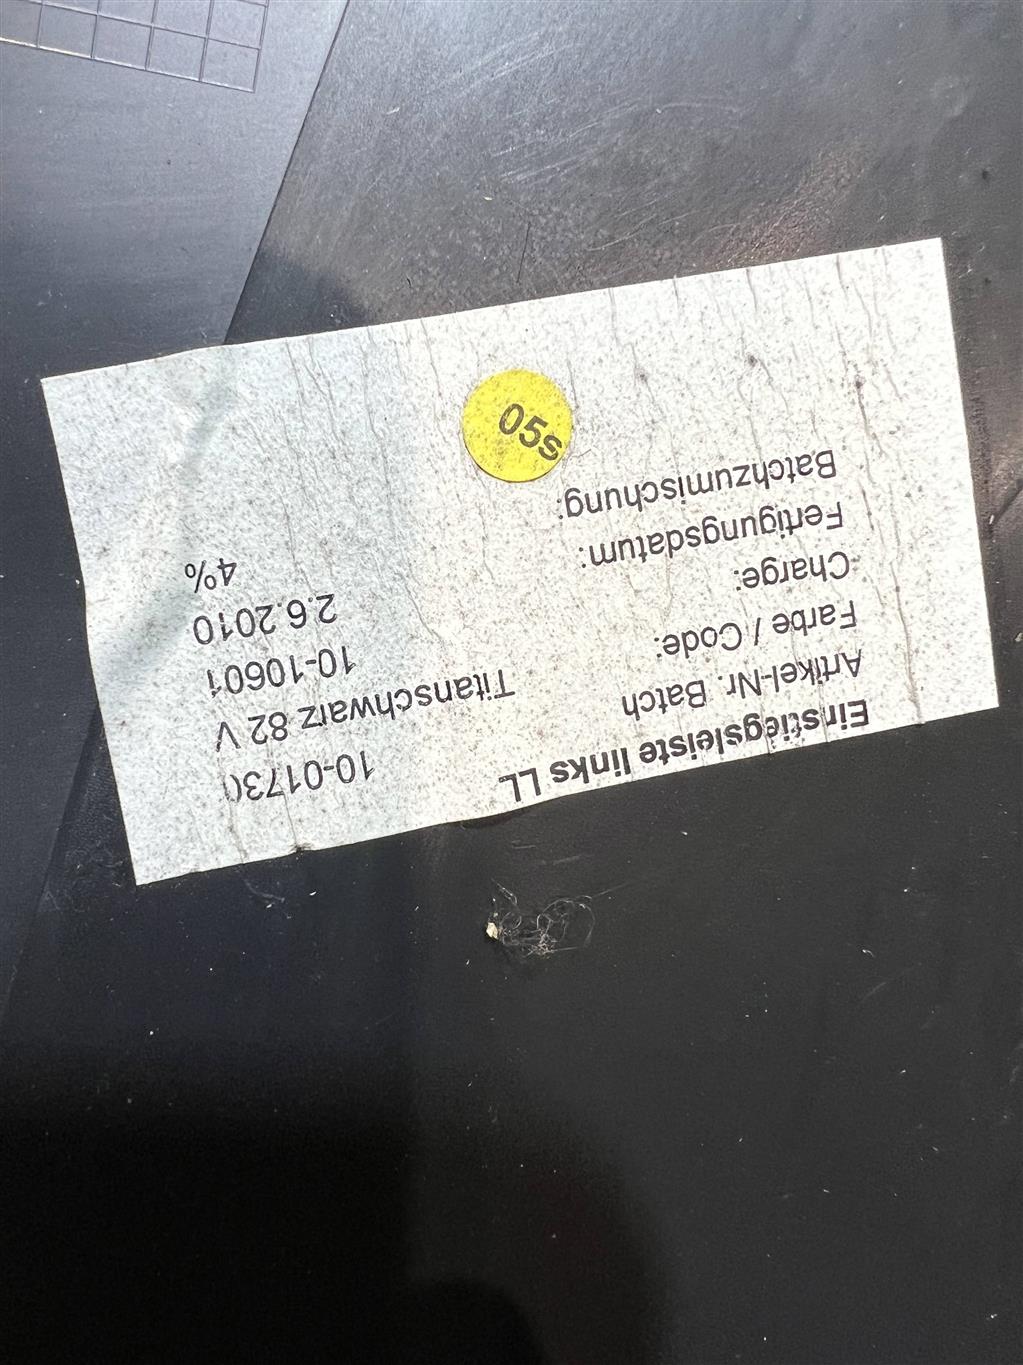 Einstiegsleiste links LL
Artikel-Nr. Batch 10-01730
Farbe / Code: Titanschwarz 82 V
Charge: 10-10601
Fertigungsdatum: 2.6.2010
Batchzumischung: 4%
05s